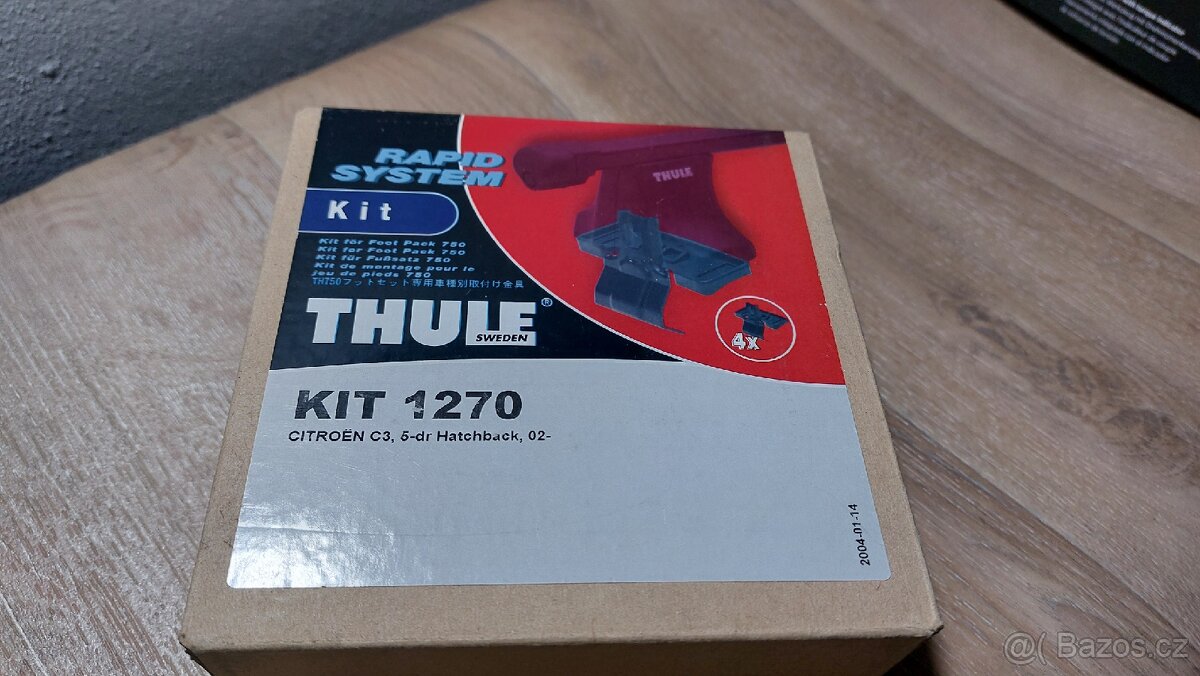 RAPID
SYSTEM
Kit
Kit för Foot Pack 750
Kit for Foot Pack 750
Kit für Fußsatz 750
Kit de montage pour le
jeu de pieds 750
TH750フットセット専用車種別取付け金具
THULE®
SWEDEN
THULE
4x
KIT 1270
CITROËN C3, 5-dr Hatchback, 02-
2004-01-14
@( Bazos.cz